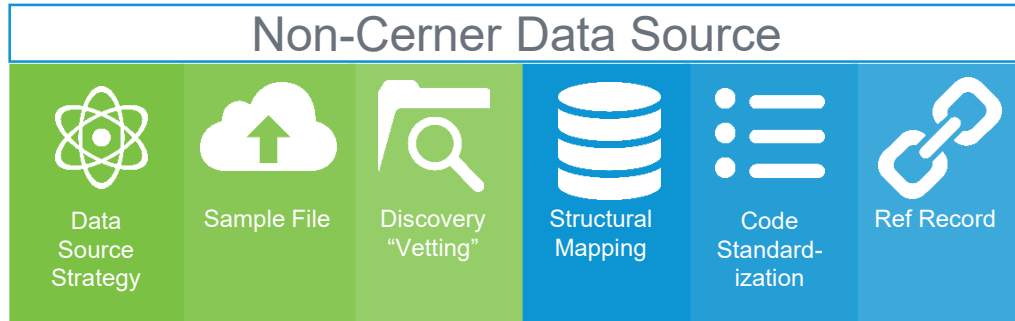 Non-Cerner Data Source
Data
Source
Strategy
Sample File
Discovery
“Vetting”
Structural
Mapping
Code
Standard-
ization
Ref Record